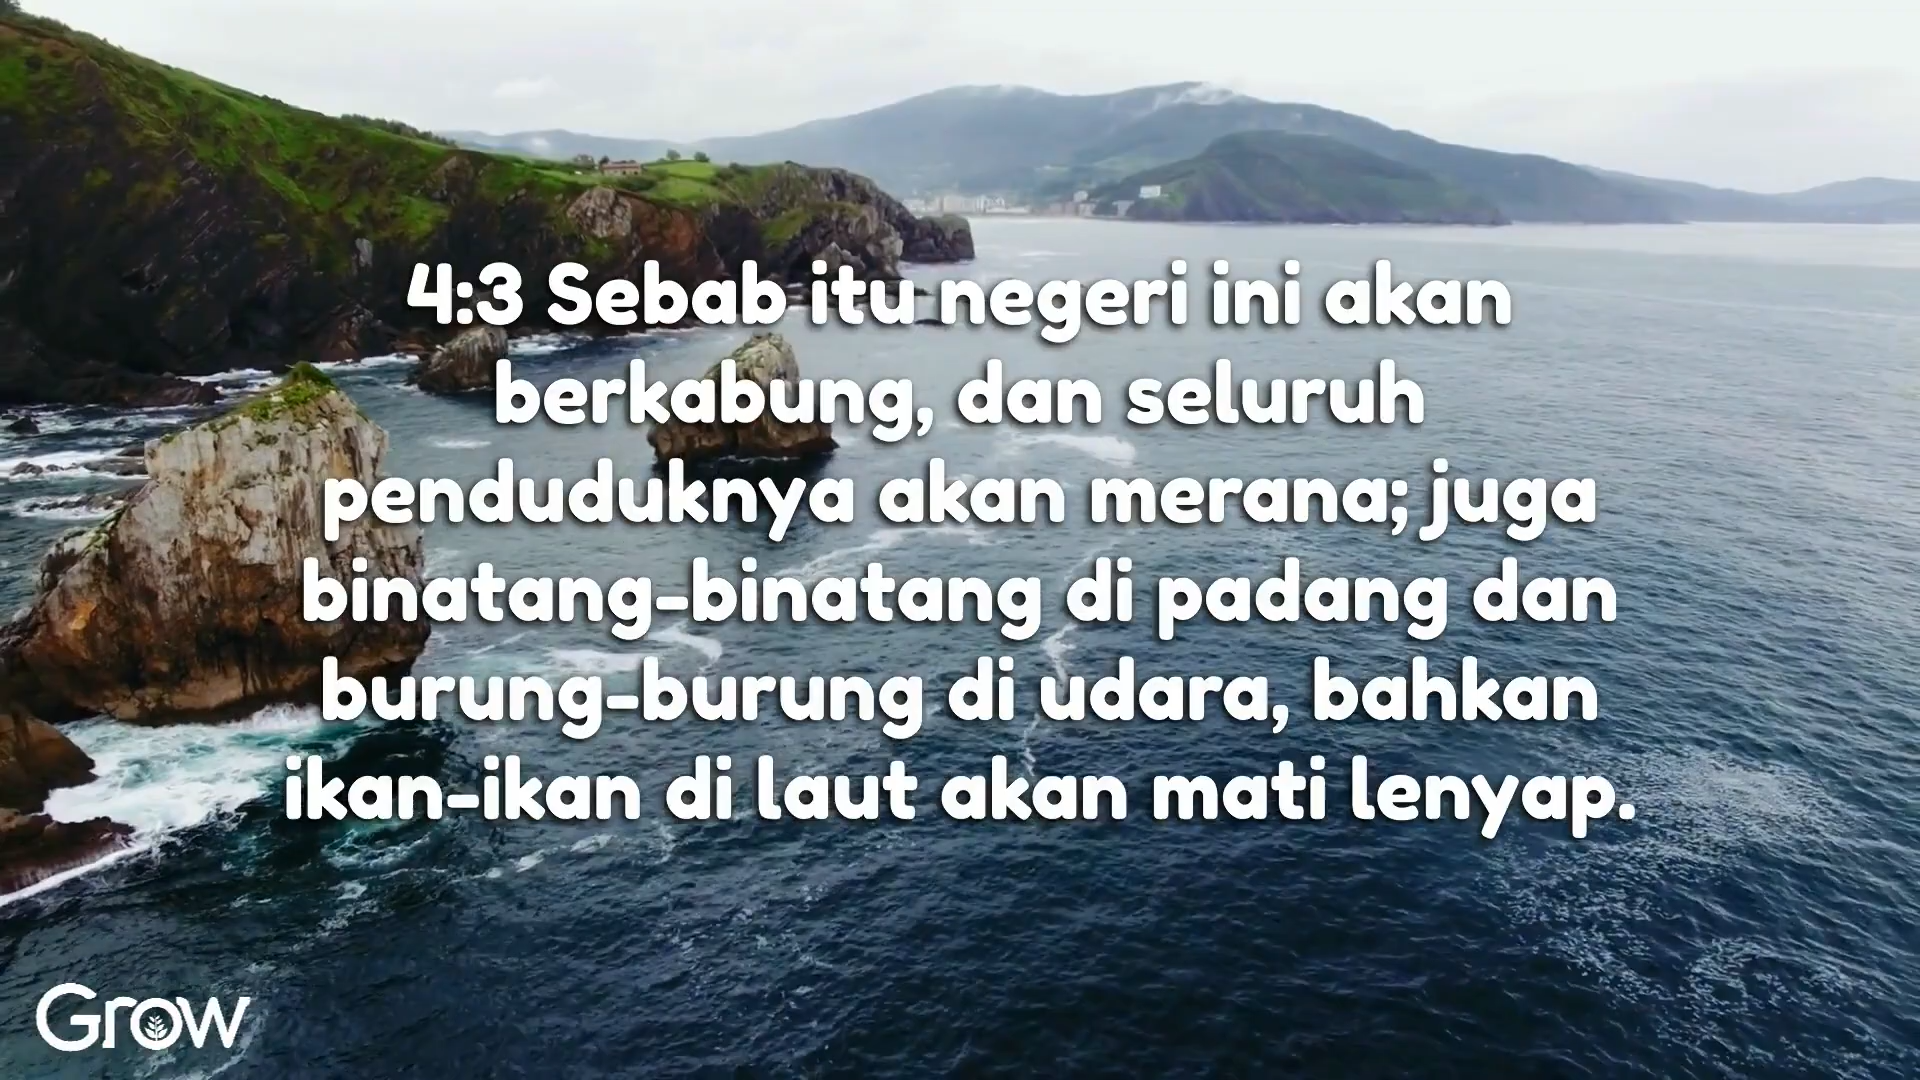 4:3 Sebab itu negeri ini akan
berkabung, dan seluruh
penduduknya akan merana; juga
binatang-binatang di padang dan
burung-burung di udara, bahkan
ikan-ikan di laut akan mati lenyap.
Grow